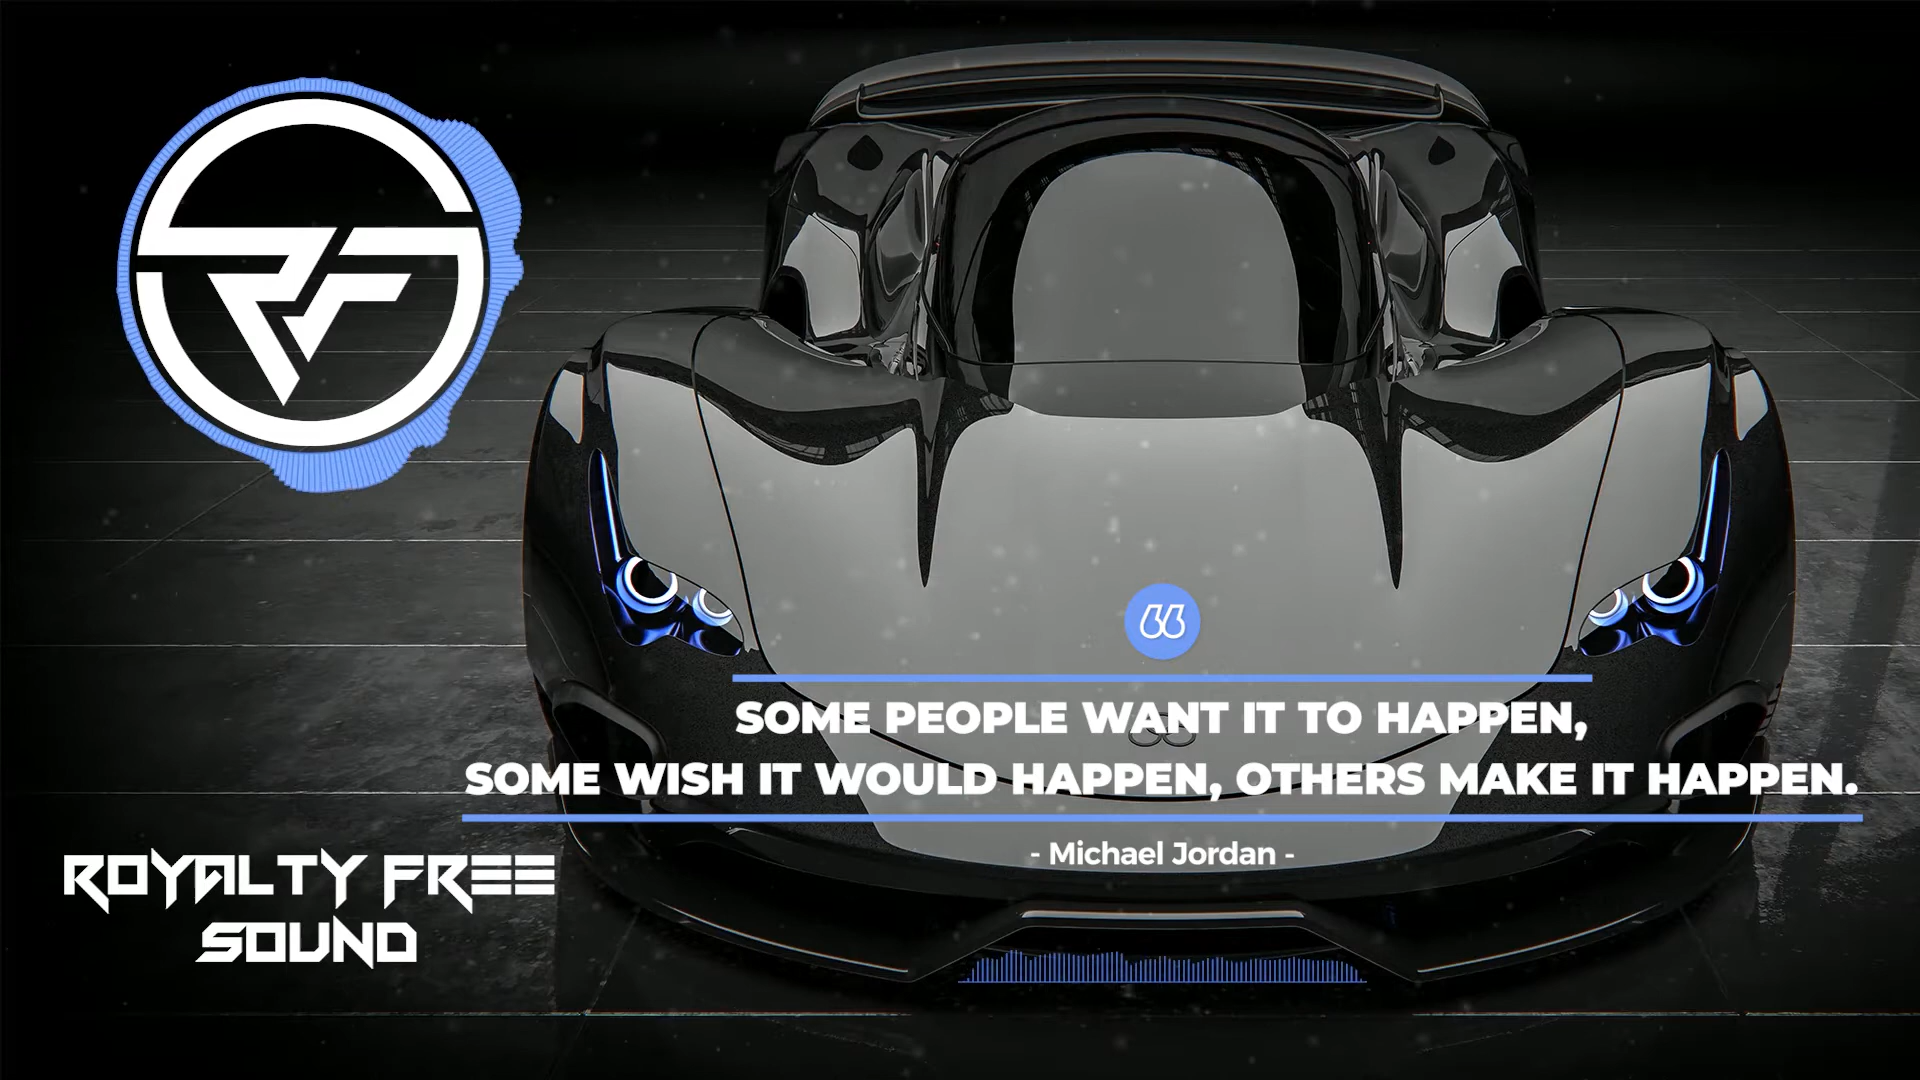 RF
SOME PEOPLE WANT IT TO HAPPEN,
SOME WISH IT WOULD HAPPEN, OTHERS MAKE IT HAPPEN.
- Michael Jordan -
ROYALTY FREE
SOUND